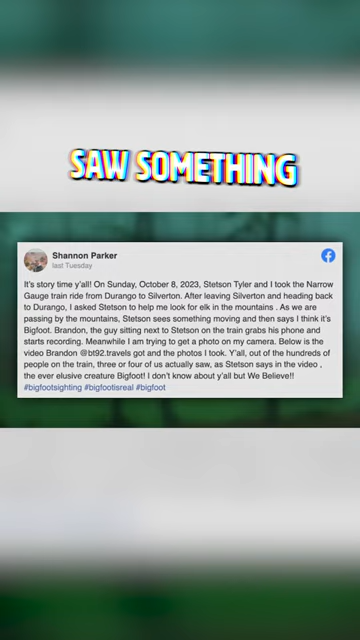 SAW SOMETHING
Shannon Parker
last Tuesday
It's story time y'all! On Sunday, October 8, 2023, Stetson Tyler and I took the Narrow
Gauge train ride from Durango to Silverton. After leaving Silverton and heading back
to Durango, I asked Stetson to help me look for elk in the mountains . As we are
passing by the mountains, Stetson sees something moving and then says I think it's
Bigfoot. Brandon, the guy sitting next to Stetson on the train grabs his phone and
starts recording. Meanwhile I am trying to get a photo on my camera. Below is the
video Brandon @bt92.travels got and the photos I took. Y'all, out of the hundreds of
people on the train, three or four of us actually saw, as Stetson says in the video ,
the ever elusive creature Bigfoot! I don't know about y'all but We Believe!!
#bigfootsighting #bigfootisreal #bigfoot